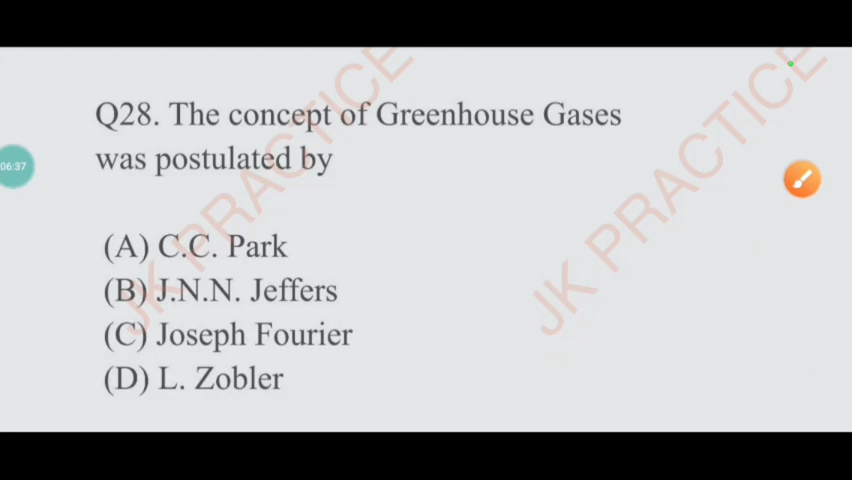 Q28. The concept of Greenhouse Gases
was postulated by
06:37
(A) C.C. Park
(B) J.N.N. Jeffers
(C) Joseph Fourier
(D) L. Zobler
JK PRACTICE
JK PRACTICE